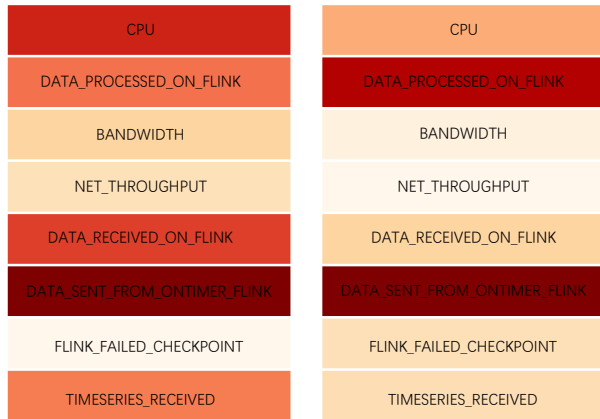 CPU
DATA_PROCESSED_ON_FLINK
BANDWIDTH
NET_THROUGHPUT
DATA_RECEIVED_ON_FLINK
DATA_SENT_FROM_ONTIMER_FLINK
FLINK_FAILED_CHECKPOINT
TIMESERIES_RECEIVED
CPU
DATA_PROCESSED_ON_FLINK
BANDWIDTH
NET_THROUGHPUT
DATA_RECEIVED_ON_FLINK
DATA_SENT_FROM_ONTIMER_FLINK
FLINK_FAILED_CHECKPOINT
TIMESERIES_RECEIVED